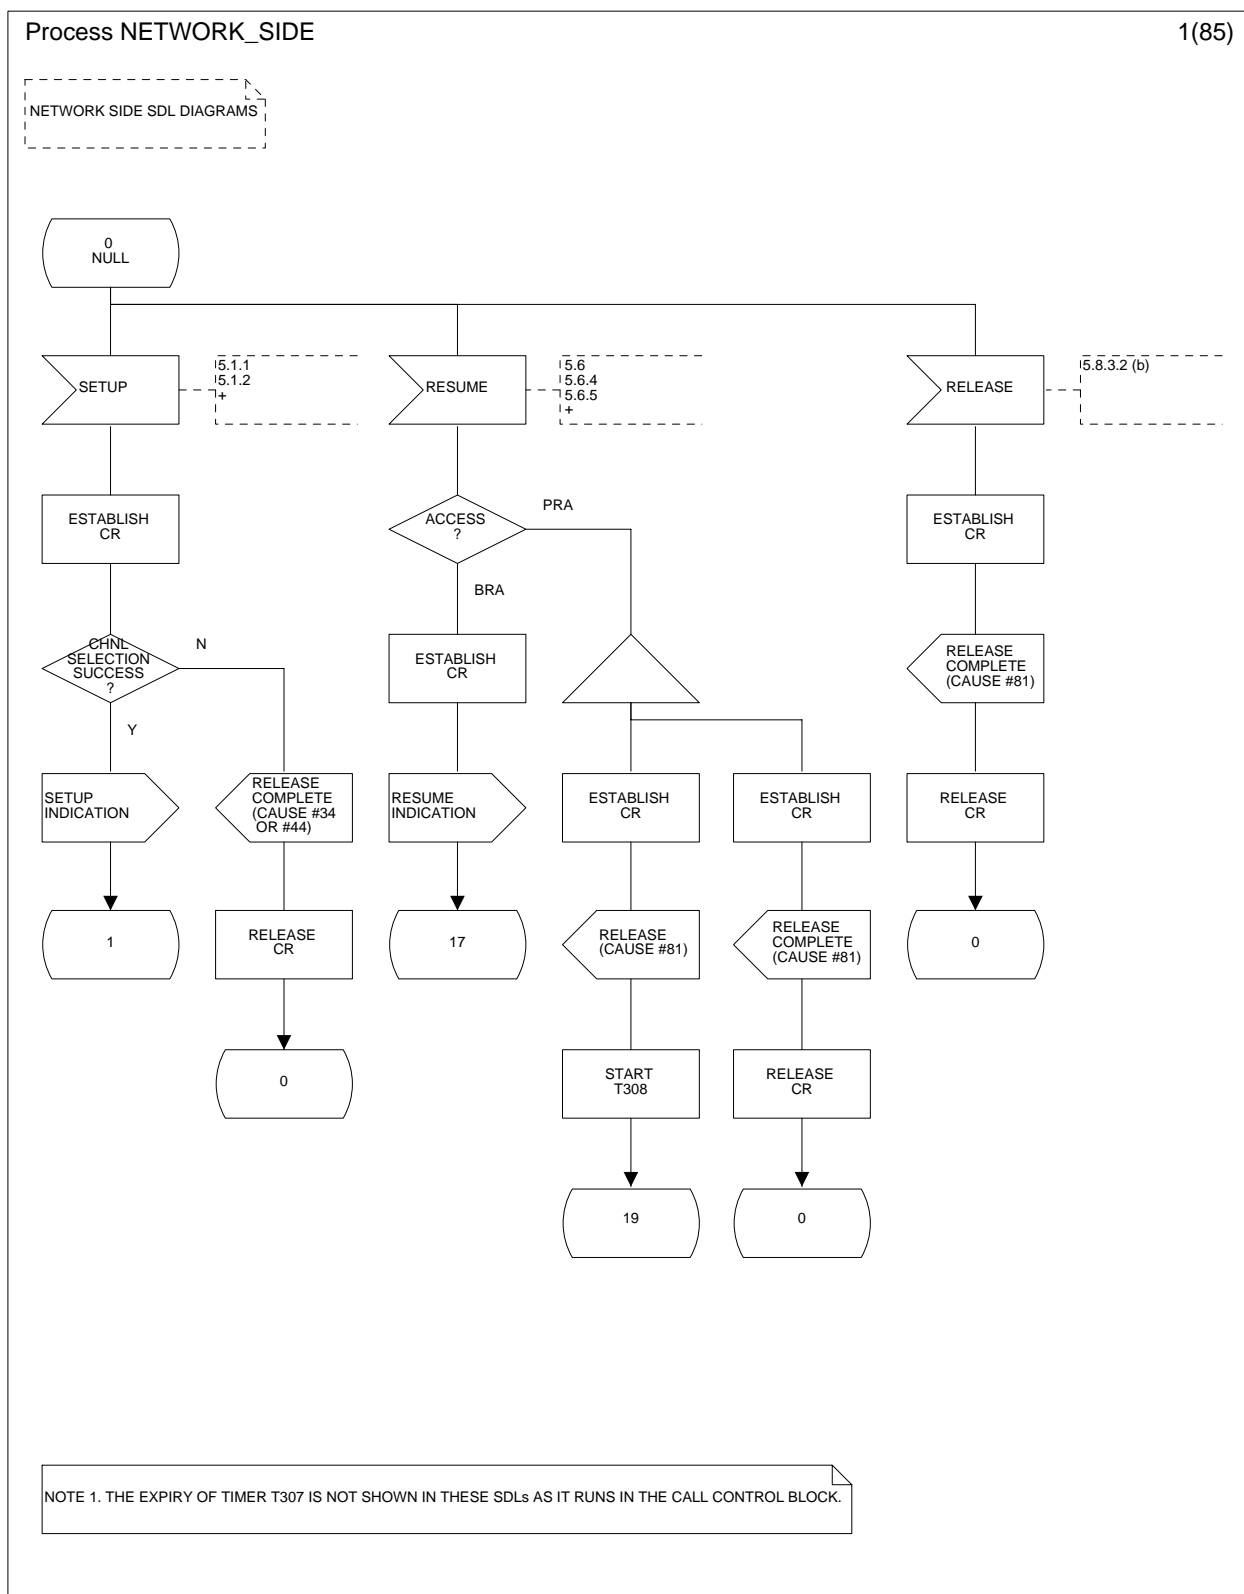 Process NETWORK_SIDE
1(85)
NETWORK SIDE SDL DIAGRAMS
0
NULL
SETUP
5.1.1
5.1.2
+
RESUME
5.6
5.6.4
5.6.5
+
RELEASE
5.8.3.2 (b)
ESTABLISH
CR
ACCESS
?
PRA
BRA
ESTABLISH
CR
CHNL
SELECTION
SUCCESS
?
N
Y
ESTABLISH
CR
RELEASE
COMPLETE
(CAUSE #81)
SETUP
INDICATION
RELEASE
COMPLETE
(CAUSE #34
OR #44)
RESUME
INDICATION
ESTABLISH
CR
ESTABLISH
CR
RELEASE
CR
1
RELEASE
CR
17
RELEASE
(CAUSE #81)
RELEASE
COMPLETE
(CAUSE #81)
0
0
START
T308
RELEASE
CR
19
0
NOTE 1. THE EXPIRY OF TIMER T307 IS NOT SHOWN IN THESE SDLs AS IT RUNS IN THE CALL CONTROL BLOCK.